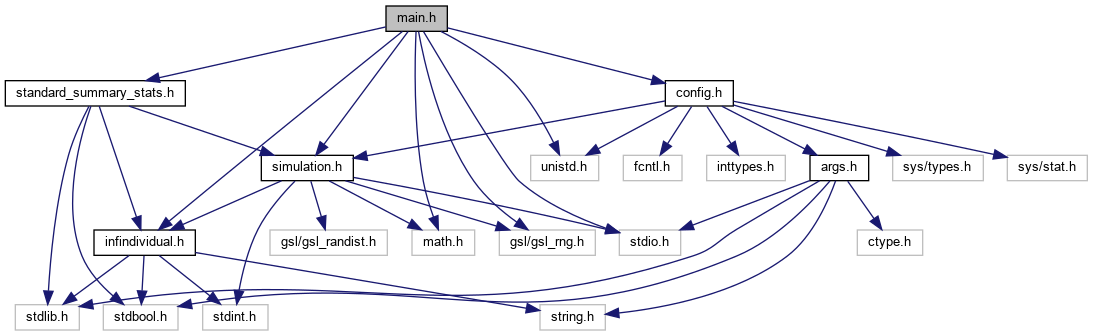 main.h
standard_summary_stats.h
config.h
simulation.h
unistd.h
fcntl.h
inttypes.h
args.h
sys/types.h
sys/stat.h
infindividual.h
gsl/gsl_randist.h
math.h
gsl/gsl_rng.h
stdio.h
ctype.h
stdlib.h
stdbool.h
stdint.h
string.h